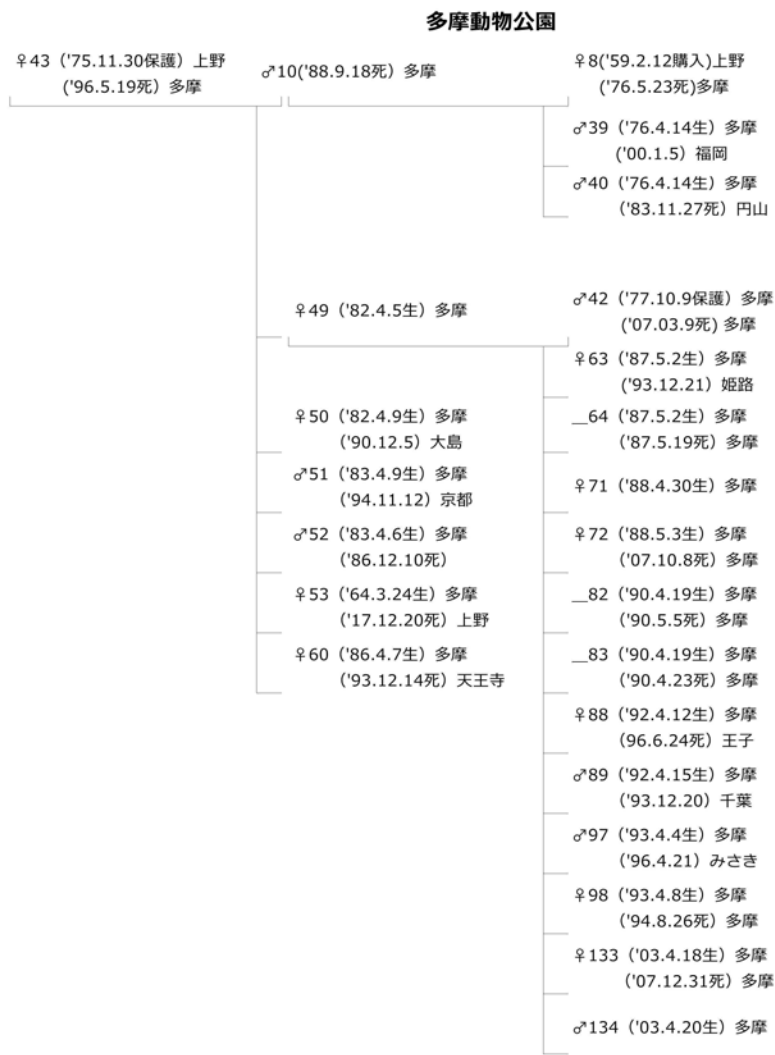 多摩動物公園
♀43（'75.11.30保護）上野
('96.5.19死）多摩
♂10('88.9.18死）多摩
♀8('59.2.12購入)上野
('76.5.23死)多摩
♂39（'76.4.14生）多摩
('00.1.5）福岡
♂40（'76.4.14生）多摩
（'83.11.27死）円山
♀49（'82.4.5生）多摩
♂42（'77.10.9保護）多摩
('07.03.9死) 多摩
♀63（'87.5.2生）多摩
（'93.12.21）姫路
__64（'87.5.2生）多摩
（'87.5.19死）多摩
♀50（'82.4.9生）多摩
（'90.12.5）大島
♂51（'83.4.9生）多摩
（'94.11.12）京都
♀71（'88.4.30生）多摩
♂52（'83.4.6生）多摩
（'86.12.10死）
♀72（'88.5.3生）多摩
（'07.10.8死）多摩
♀53（'64.3.24生）多摩
（'17.12.20死）上野
__82（'90.4.19生）多摩
（'90.5.5死）多摩
♀60（'86.4.7生）多摩
（'93.12.14死）天王寺
__83（'90.4.19生）多摩
（'90.4.23死）多摩
♀88（'92.4.12生）多摩
（96.6.24死）王子
♂89（'92.4.15生）多摩
（'93.12.20）千葉
♂97（'93.4.4生）多摩
（'96.4.21）みさき
♀98（'93.4.8生）多摩
（'94.8.26死）多摩
♀133（'03.4.18生）多摩
（'07.12.31死）多摩
♂134（'03.4.20生）多摩